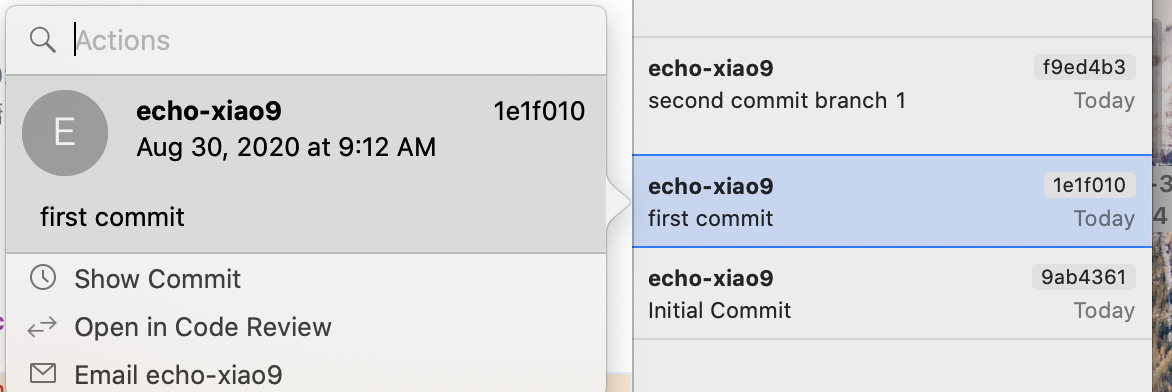 Actions
E
echo-xiao9 1e1f010
Aug 30, 2020 at 9:12 AM
first commit
Show Commit
Open in Code Review
Email echo-xiao9
echo-xiao9 f9ed4b3
second commit branch 1 Today
echo-xiao9 1e1f010
first commit Today
echo-xiao9 9ab4361
Initial Commit Today
-3
4